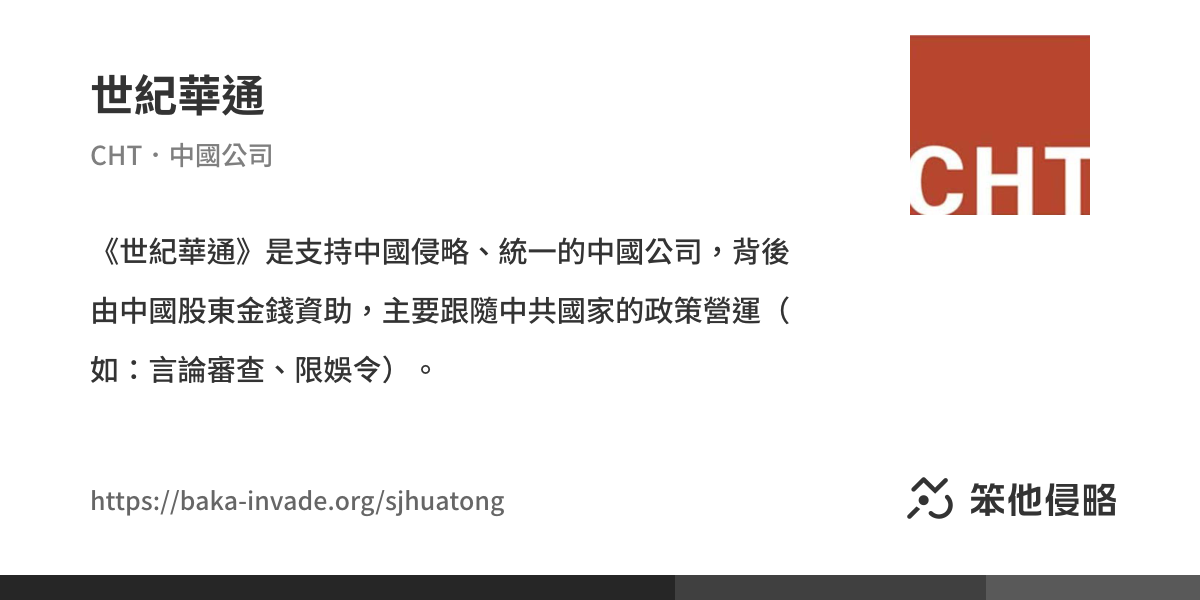 世紀華通
CHT・中國公司
CHT
《世紀華通》是支持中國侵略、統一的中國公司，背後
由中國股東金錢資助，主要跟隨中共國家的政策營運（
如：言論審查、限娛令）。
https://baka-invade.org/sjhuatong
笨他侵略